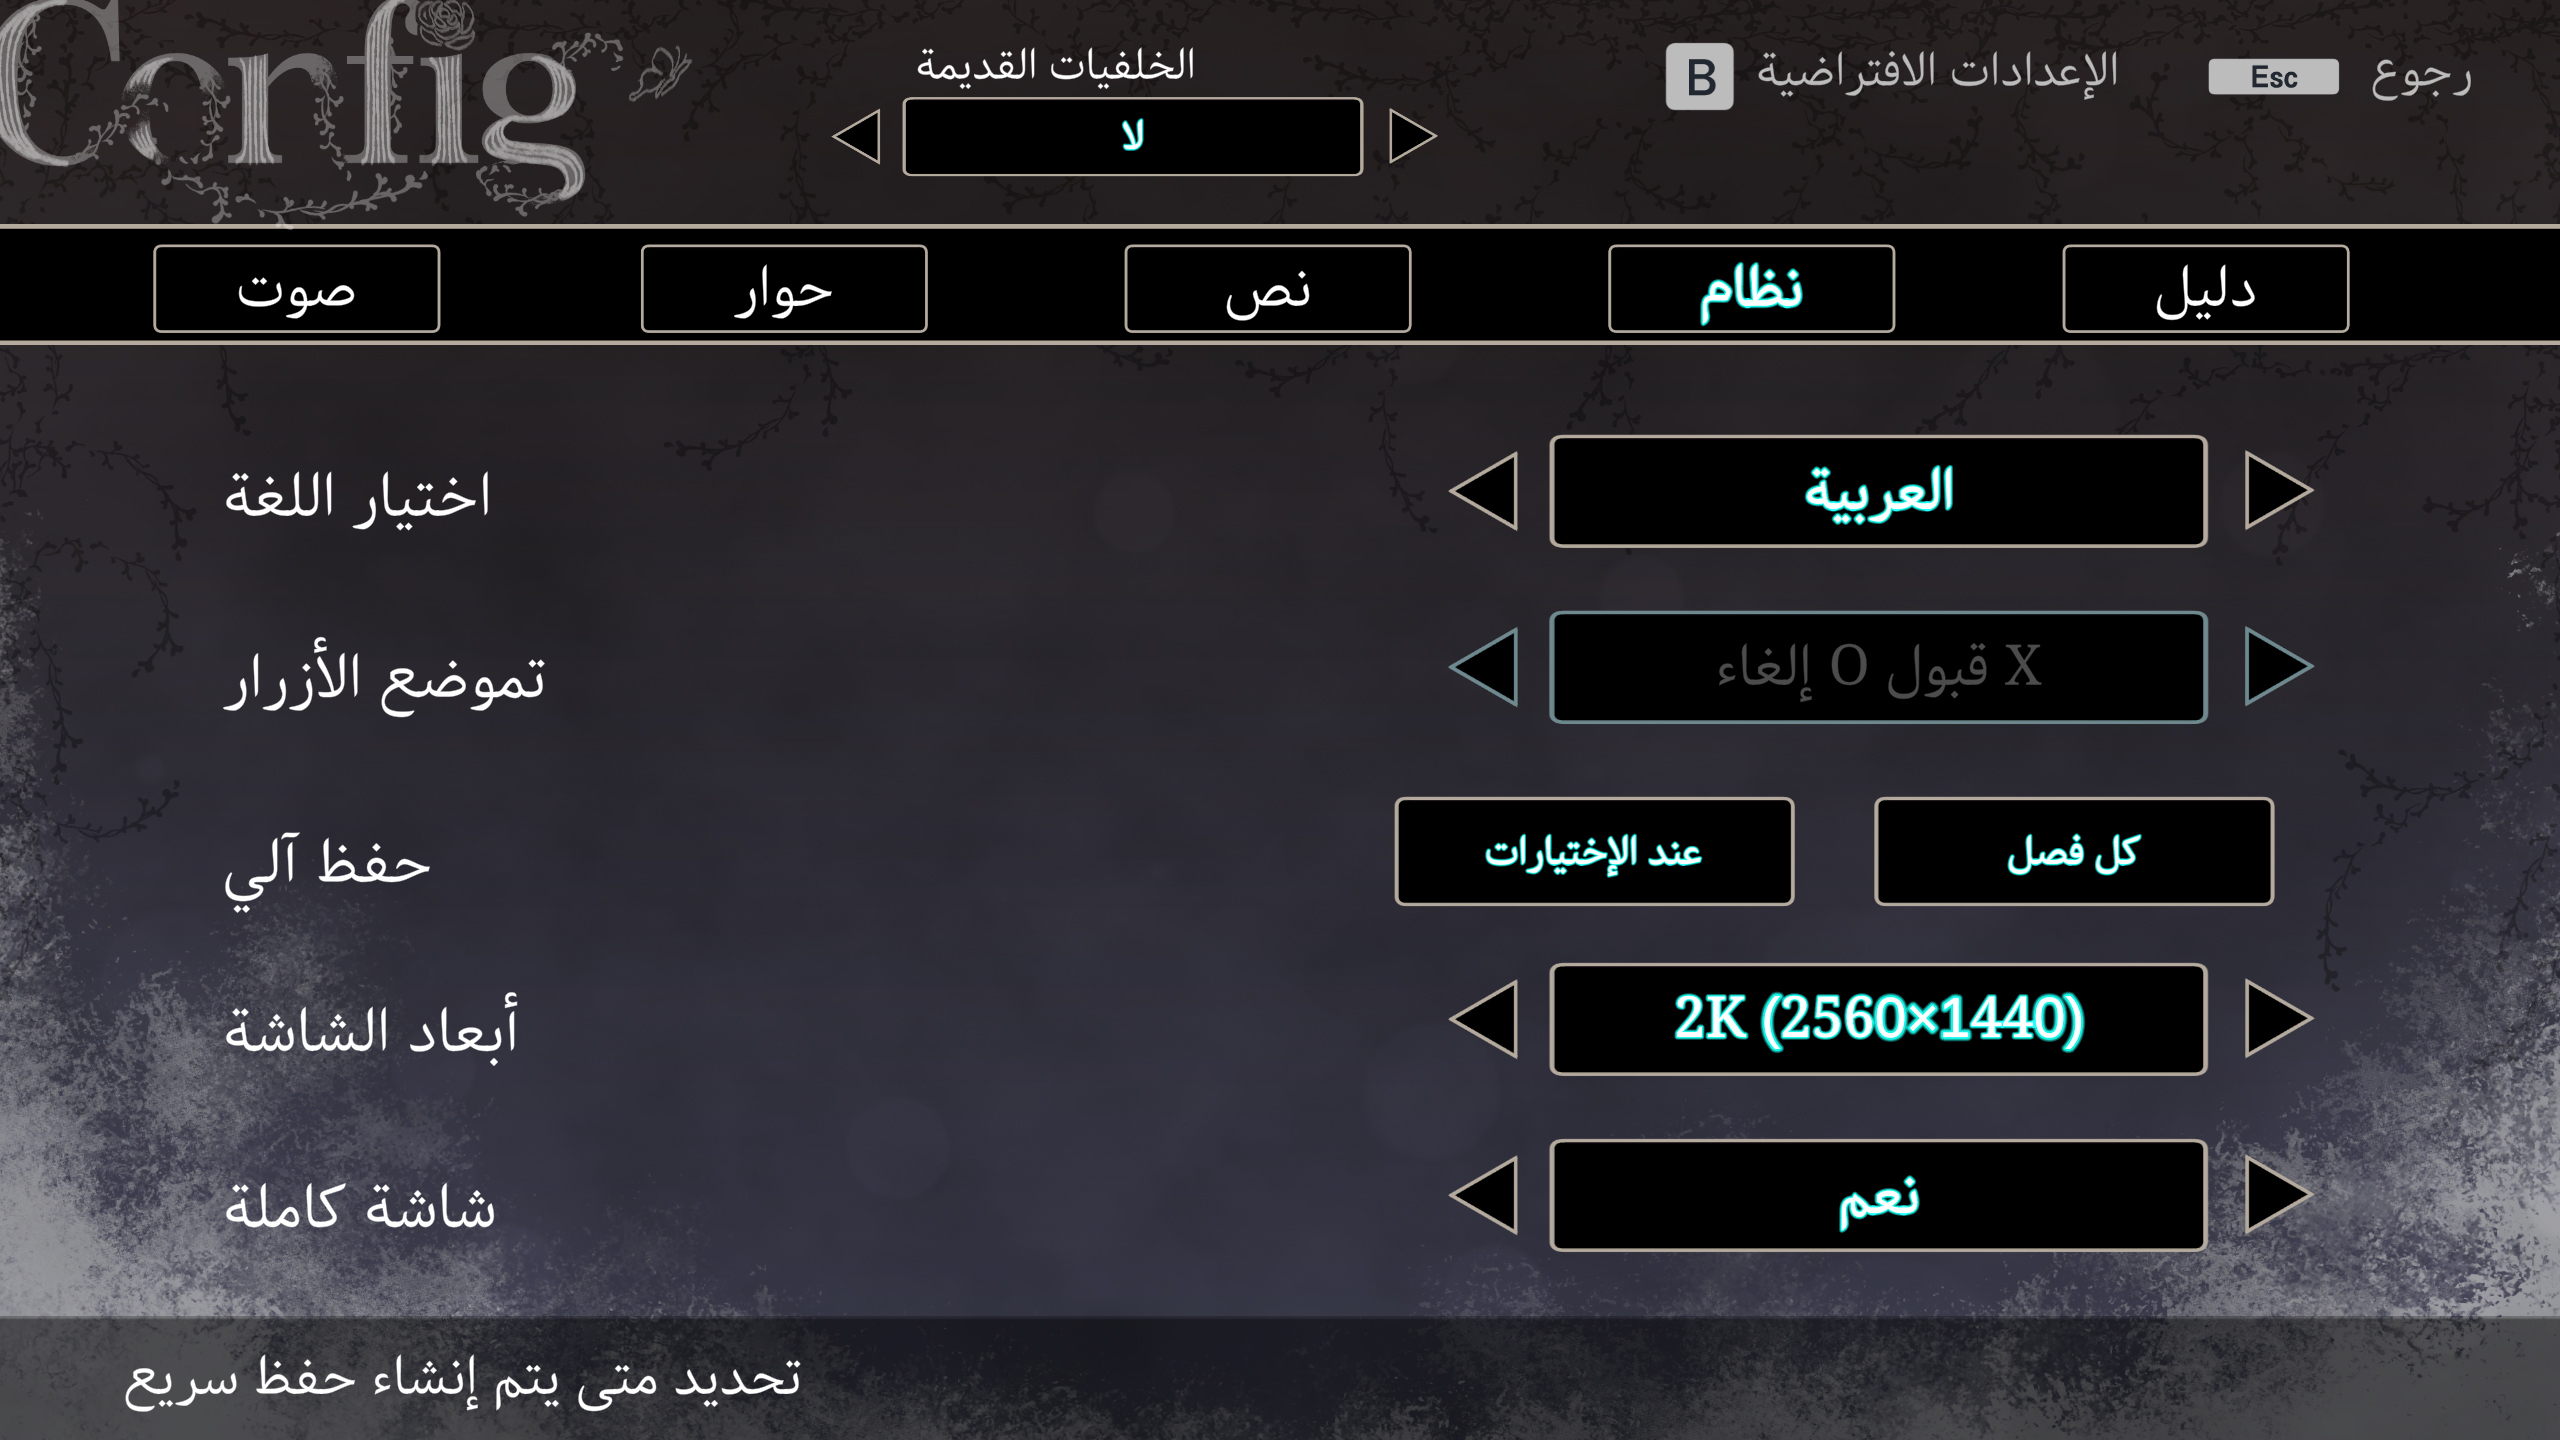 Config
الخلفيات القديمة
لا
B الإعدادات الافتراضية
Esc رجوع
صوت
حوار
نص
نظام
دليل
اختيار اللغة
العربية
تموضع الأزرار
X قبول O إلغاء
حفظ آلي
عند الإختيارات
كل فصل
أبعاد الشاشة
2K (2560×1440)
شاشة كاملة
نعم
تحديد متى يتم إنشاء حفظ سريع